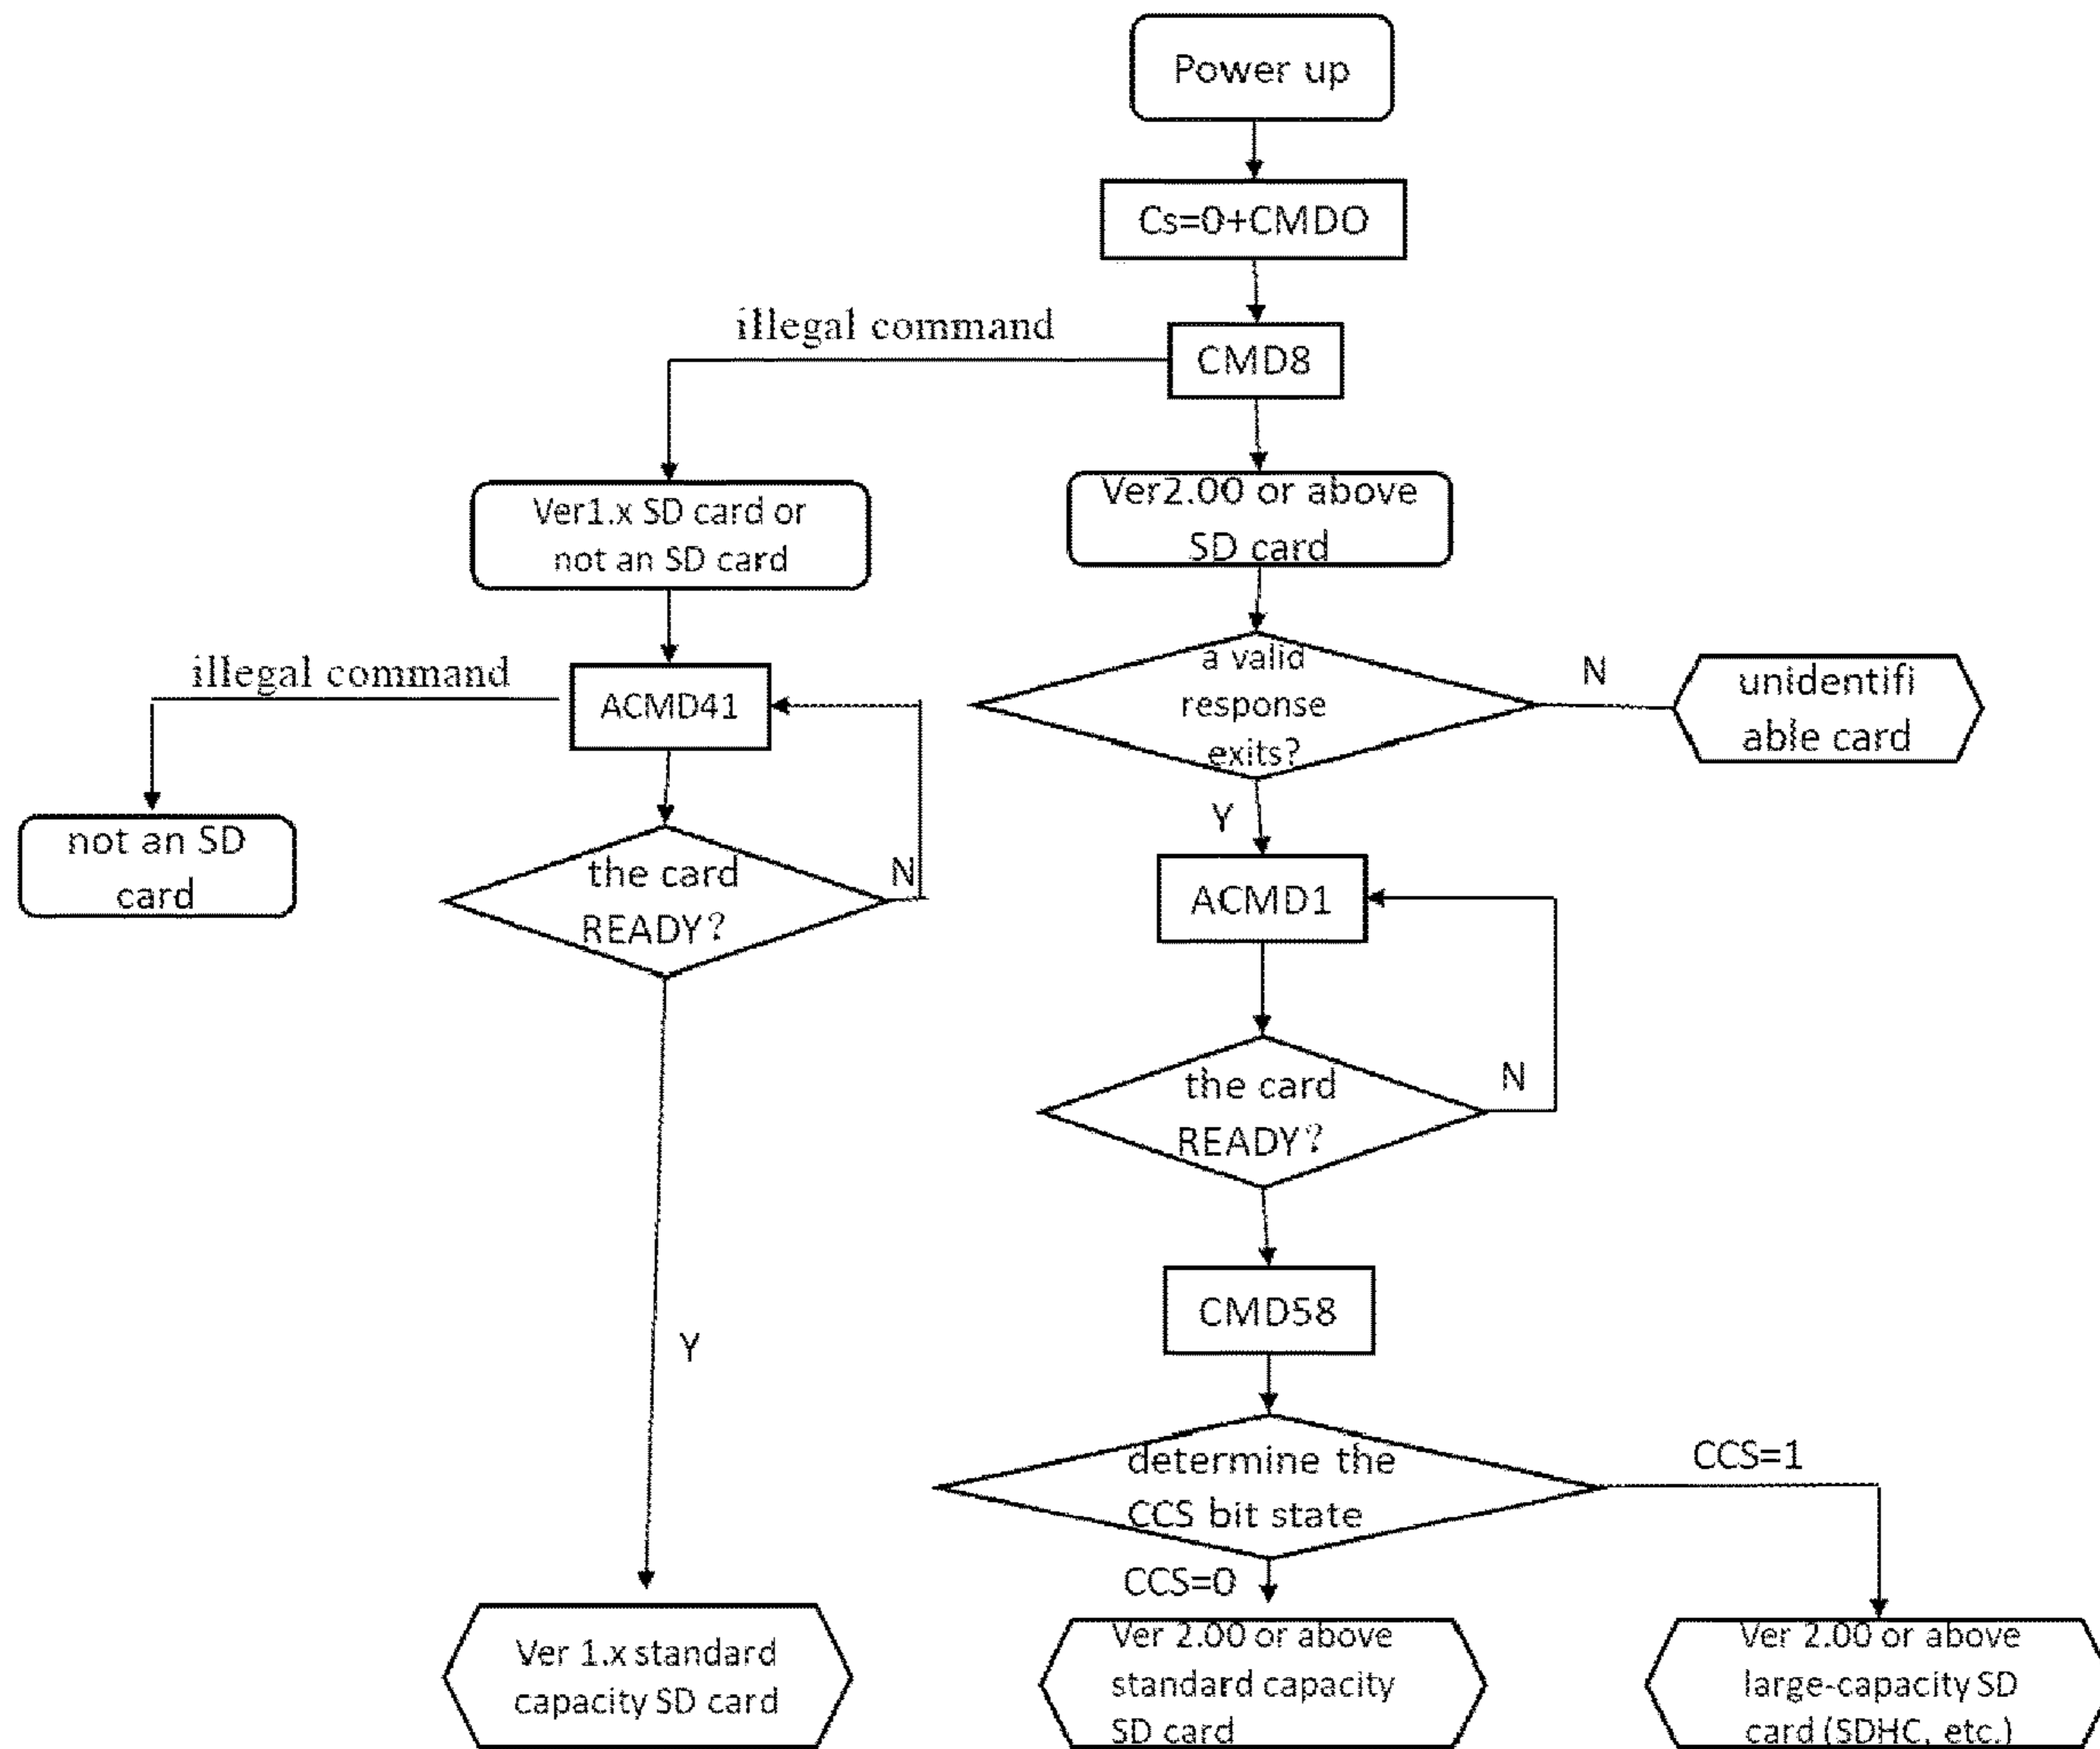 Power up
Cs=0+CMDO
illegal command
CMD8
Ver1.x SD card or
not an SD card
Ver2.00 or above
SD card
illegal command
ACMD41
a valid
response
exits?
N
unidentifi
able card
Y
not an SD
card
the card
READY?
N
ACMD1
the card
READY?
N
CMD58
Y
determine the
CCS bit state
CCS=1
CCS=0
Ver 1.x standard
capacity SD card
Ver 2.00 or above
standard capacity
SD card
Ver 2.00 or above
large-capacity SD
card (SDHC, etc.)